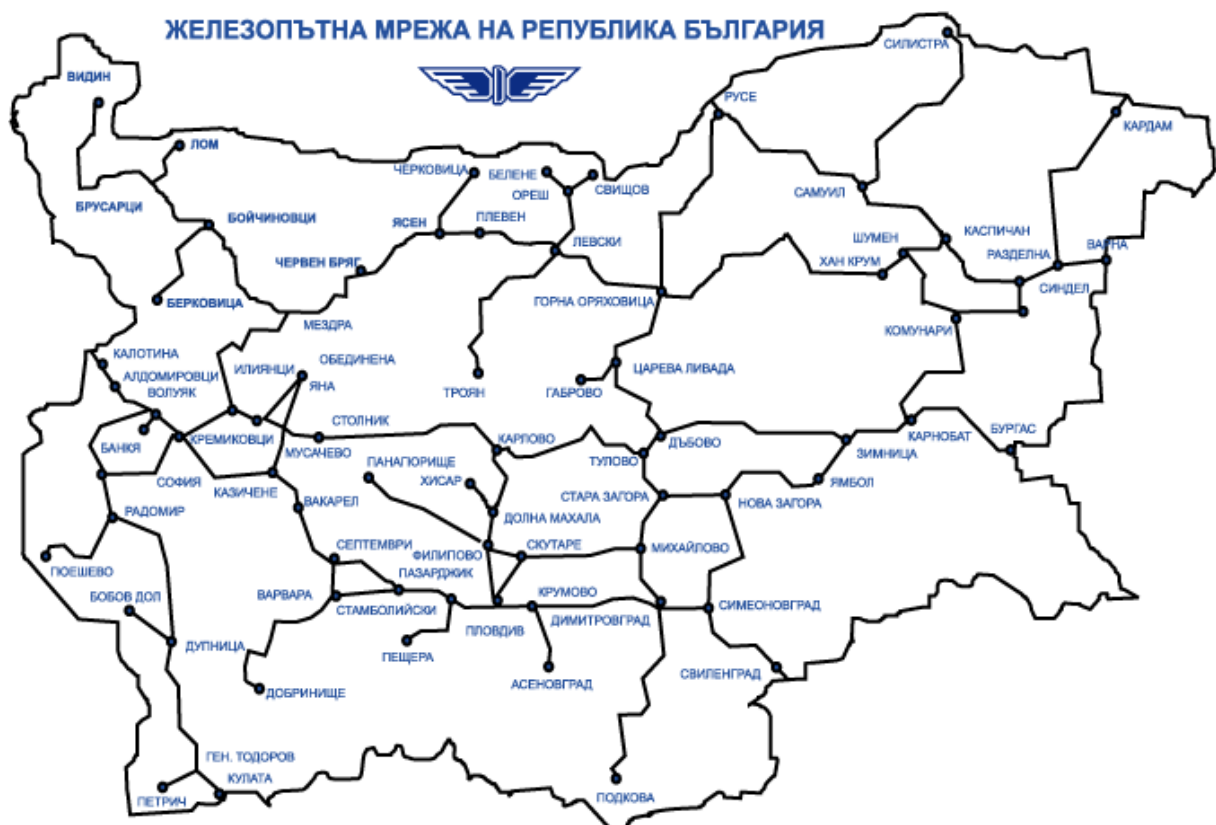 ЖЕЛЕЗОПЪТНА МРЕЖА НА РЕПУБЛИКА БЪЛГАРИЯ
СИЛИСТРА
ВИДИН
РУСЕ
КАРДАМ
ЛОМ
ЧЕРКОВИЦА
БЕЛЕНЕ
СВИЩОВ
ОРЕШ
САМУИЛ
БРУСАРЦИ
БОЙЧИНОВЦИ
ЯСЕН
ПЛЕВЕН
ЛЕВСКИ
ШУМЕН
КАСПИЧАН
РАЗДЕЛНА
ВАРНА
ЧЕРВЕН БРЯГ
ХАН КРУМ
СИНДЕЛ
БЕРКОВИЦА
ГОРНА ОРЯХОВИЦА
МЕЗДРА
КОМУНАРИ
КАЛОТИНА
ОБЕДИНЕНА
ИЛИЯНЦИ
ЦАРЕВА ЛИВАДА
АЛДОМИРОВЦИ
ЯНА
ВОЛУЯК
ТРОЯН
ГАБРОВО
СТОЛНИК
КАРНОБАТ
БАНКЯ
КРЕМИКОВЦИ
КАРЛОВО
ДЪБОВО
БУРГАС
МУСАЧЕВО
ЗИМНИЦА
ТУЛОВО
ПАНАГЮРИЩЕ
СОФИЯ
КАЗИЧЕНЕ
ХИСАР
ЯМБОЛ
СТАРА ЗАГОРА
НОВА ЗАГОРА
ВАКАРЕЛ
РАДОМИР
ДОЛНА МАХАЛА
СЕПТЕМВРИ
ФИЛИПОВО
СКУТАРЕ
МИХАЙЛОВО
ГЮЕШЕВО
ПАЗАРДЖИК
ВАРВАРА
КРУМОВО
БОБОВ ДОЛ
СТАМБОЛИЙСКИ
СИМЕОНОВГРАД
ПЛОВДИВ
ДИМИТРОВГРАД
ДУПНИЦА
ПЕЩЕРА
СВИЛЕНГРАД
АСЕНОВГРАД
ДОБРИНИЩЕ
ГЕН. ТОДОРОВ
КУЛАТА
ПЕТРИЧ
ПОДКОВА